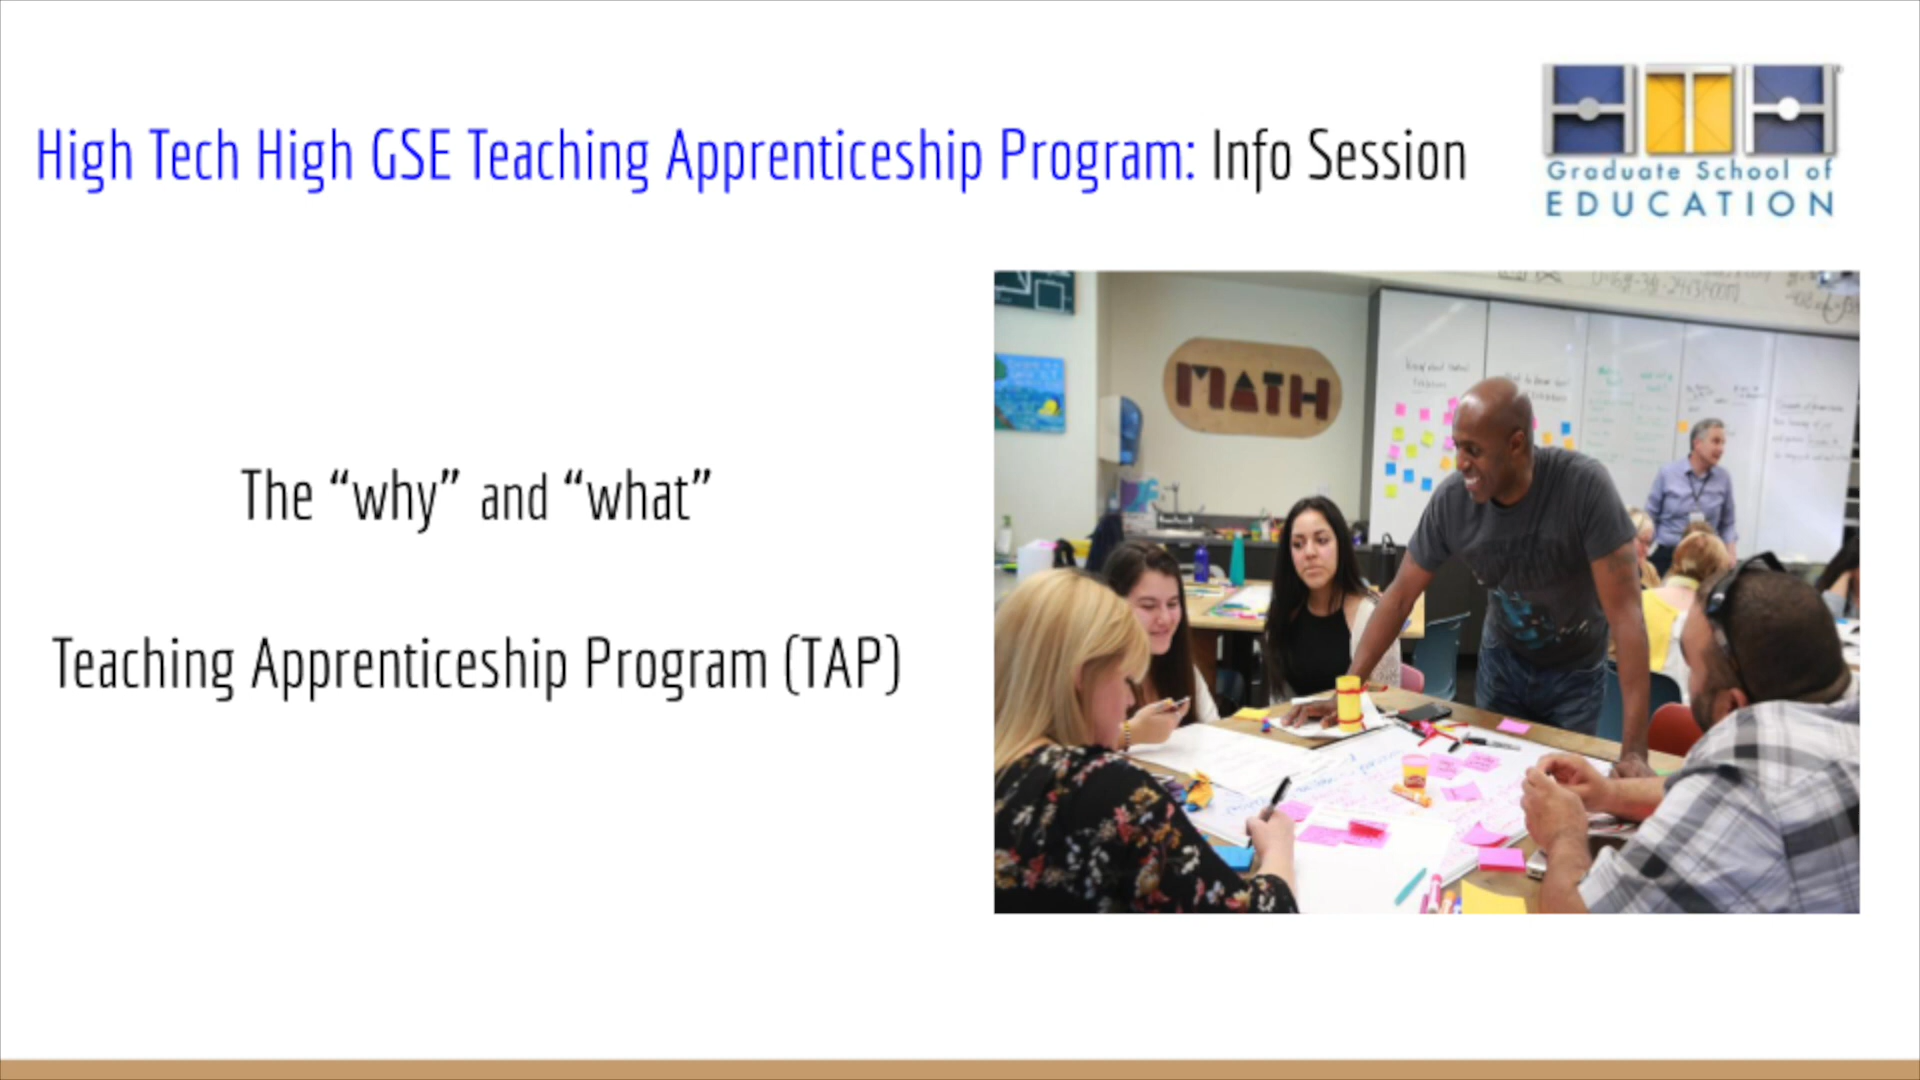 High Tech High GSE Teaching Apprenticeship Program: Info Session
HTH
Graduate School of
EDUCATION
The “why” and “what”
Teaching Apprenticeship Program (TAP)
MATH